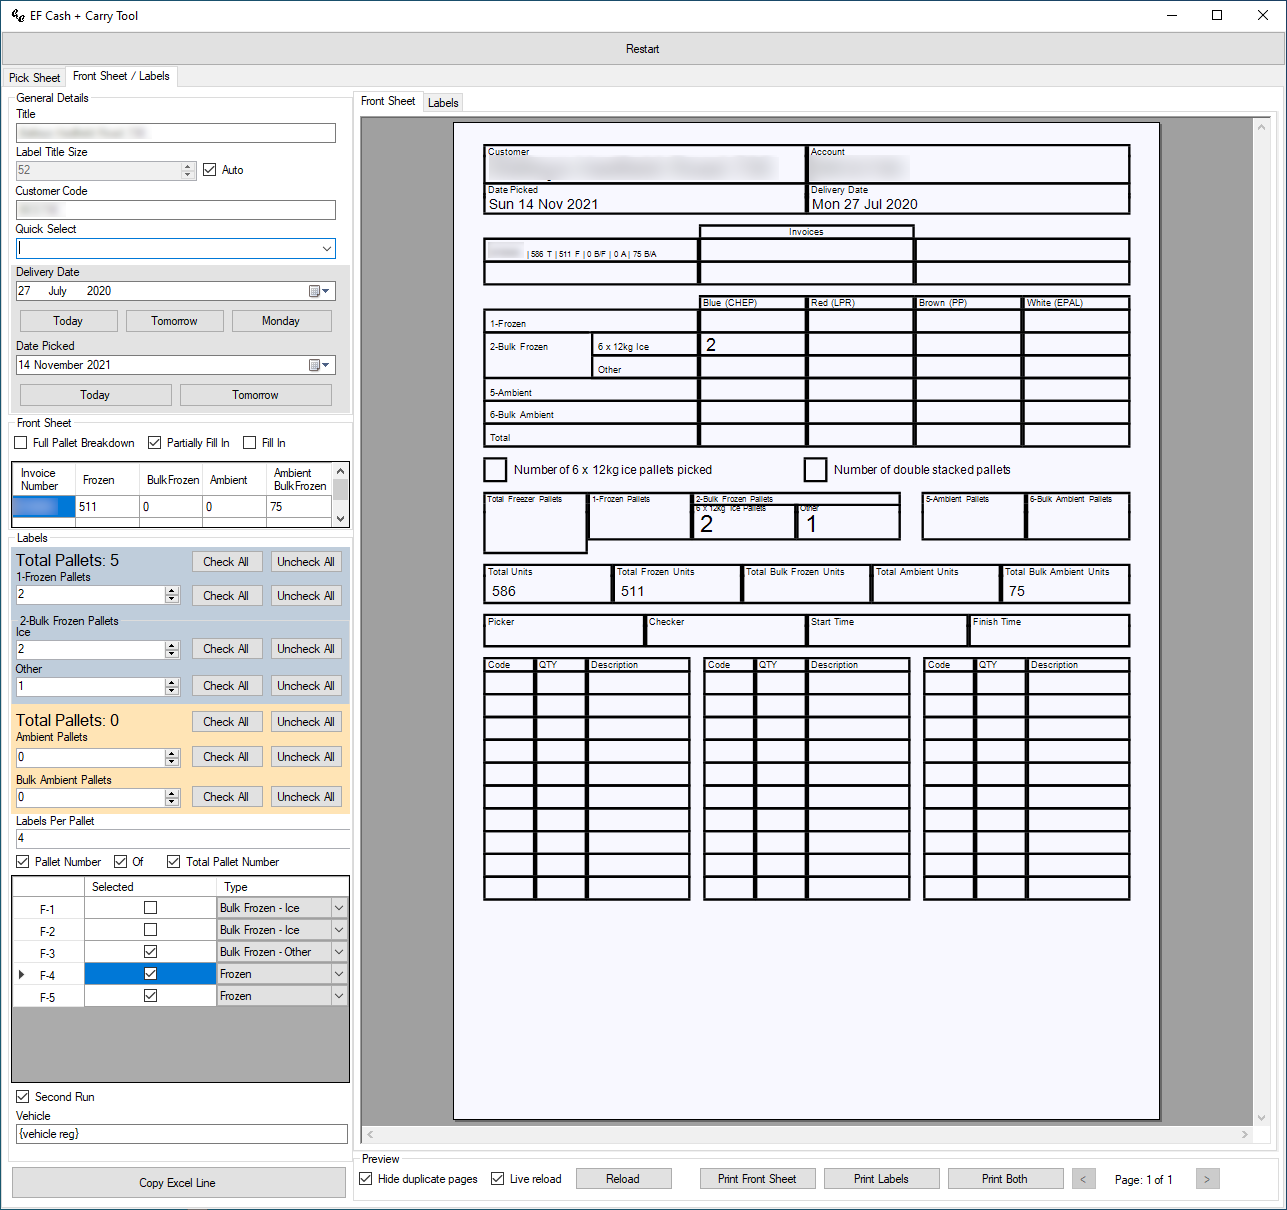 EF Cash + Carry Tool
Restart
Pick Sheet
Front Sheet / Labels
General Details
Title
Label Title Size
52
Auto
Customer Code
Quick Select
Delivery Date
27 July 2020
Today
Tomorrow
Monday
Date Picked
14 November 2021
Today
Tomorrow
Front Sheet
Full Pallet Breakdown
Partially Fill In
Fill In
Invoice Number
Frozen
BulkFrozen
Ambient
Ambient BulkFrozen
511
0
0
75
Labels
Total Pallets: 5
Check All
Uncheck All
1-Frozen Pallets
2
Check All
Uncheck All
2-Bulk Frozen Pallets
Ice
2
Check All
Uncheck All
Other
1
Check All
Uncheck All
Total Pallets: 0
Check All
Uncheck All
Ambient Pallets
0
Check All
Uncheck All
Bulk Ambient Pallets
0
Check All
Uncheck All
Labels Per Pallet
4
Pallet Number
Of
Total Pallet Number
Selected
Type
F-1
Bulk Frozen - Ice
F-2
Bulk Frozen - Ice
F-3
Bulk Frozen - Other
F-4
Frozen
F-5
Frozen
Second Run
Vehicle
{vehicle reg}
Copy Excel Line
Front Sheet
Labels
Customer
Account
Date Picked
Sun 14 Nov 2021
Delivery Date
Mon 27 Jul 2020
Invoices
| 586 T | 511 F | 0 B/F | 0 A | 75 B/A
Blue (CHEP)
Red (LPR)
Brown (PP)
White (EPAL)
1-Frozen
2-Bulk Frozen
6 x 12kg Ice
2
Other
5-Ambient
6-Bulk Ambient
Total
Number of 6 x 12kg ice pallets picked
Number of double stacked pallets
Total Freezer Pallets
1-Frozen Pallets
2-Bulk Frozen Pallets
6 x 12kg Ice Pallets
2
Other
1
5-Ambient Pallets
6-Bulk Ambient Pallets
Total Units
586
Total Frozen Units
511
Total Bulk Frozen Units
Total Ambient Units
Total Bulk Ambient Units
75
Picker
Checker
Start Time
Finish Time
Code
QTY
Description
Code
QTY
Description
Code
QTY
Description
Preview
Hide duplicate pages
Live reload
Reload
Print Front Sheet
Print Labels
Print Both
<
Page: 1 of 1
>